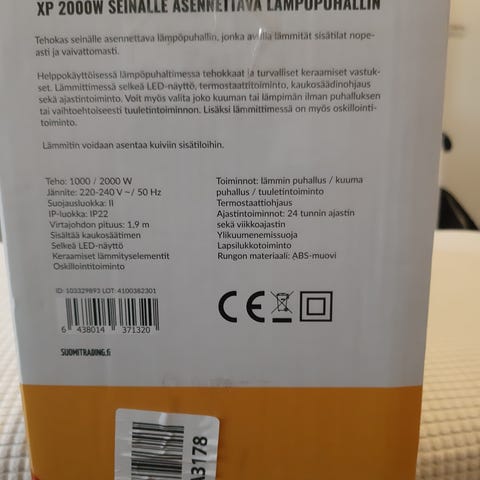 XP 2000W SEINÄLLE ASENNETTAVA LÄMPÖPUHALLIN
Tehokas seinälle asennettava lämpöpuhallin, jonka avulla lämmität sisätilat nope-
asti ja vaivattomasti.
Helppokäyttöisessä lämpöpuhaltimessa tehokkaat ja turvalliset keraamiset vastuk-
set. Lämmittimessä selkeä LED-näyttö, termostaattitoiminto, kaukosäädinohjaus
sekä ajastintoiminto. Voit myös valita joko kuuman tai lämpimän ilman puhalluksen
tai vaihtoehtoisesti tuuletintoiminnon. Lisäksi lämmittimessä on myös oskillointi-
toiminto.
Lämmitin voidaan asentaa kuiviin sisätiloihin.
Teho: 1000 / 2000 W
Jännite: 220-240 V ~/ 50 Hz
Suojausluokka: II
IP-luokka: IP22
Virtajohdon pituus: 1,9 m
Sisältää kaukosäätimen
Selkeä LED-näyttö
Keraamiset lämmityselementit
Oskillointitoiminto
Toiminnot: lämmin puhallus / kuuma
puhallus / tuuletintoiminto
Termostaattiohjaus
Ajastintoiminnot: 24 tunnin ajastin
sekä viikkoajastin
Ylikuumenemissuoja
Lapsilukkotoiminto
Rungon materiaali: ABS-muovi
ID: 103329893 LOT: 4100382301
6 438014 371320
CE
SUOMITRADING.fi
A3178